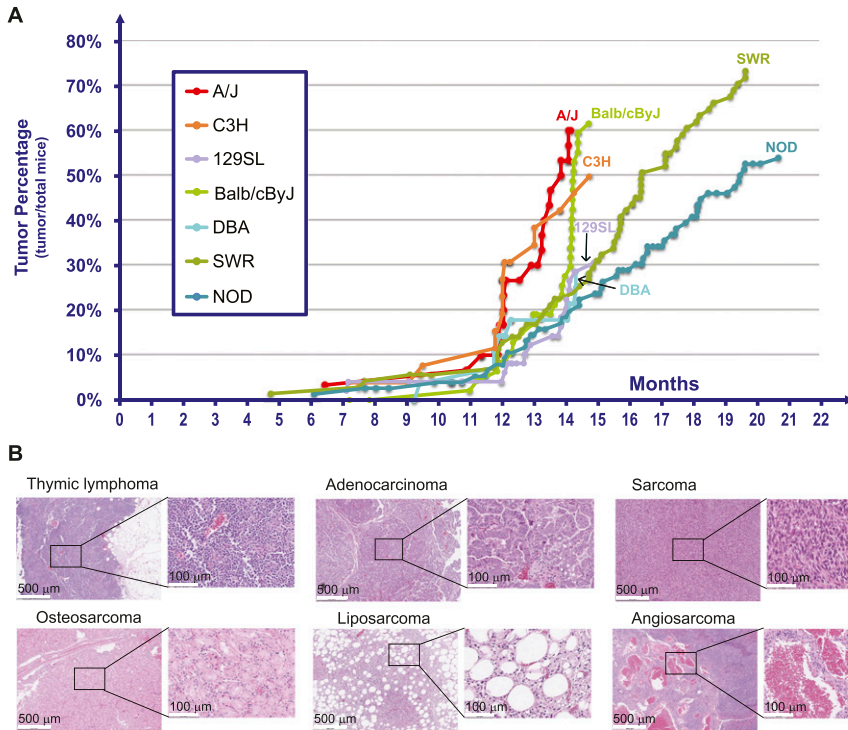 A
Tumor Percentage
(tumor/total mice)
80%
70%
60%
50%
40%
30%
20%
10%
0%
A/J
C3H
129SL
Balb/cByJ
DBA
SWR
NOD
SWR
A/J
Balb/cByJ
NOD
C3H
129SL
DBA
Months
0 1 2 3 4 5 6 7 8 9 10 11 12 13 14 15 16 17 18 19 20 21 22
B
Thymic lymphoma
Adenocarcinoma
Sarcoma
500 µm
100 µm
500 µm
100 µm
500 µm
100 µm
Osteosarcoma
Liposarcoma
Angiosarcoma
500 µm
100 µm
500 µm
100 µm
500 µm
100 µm